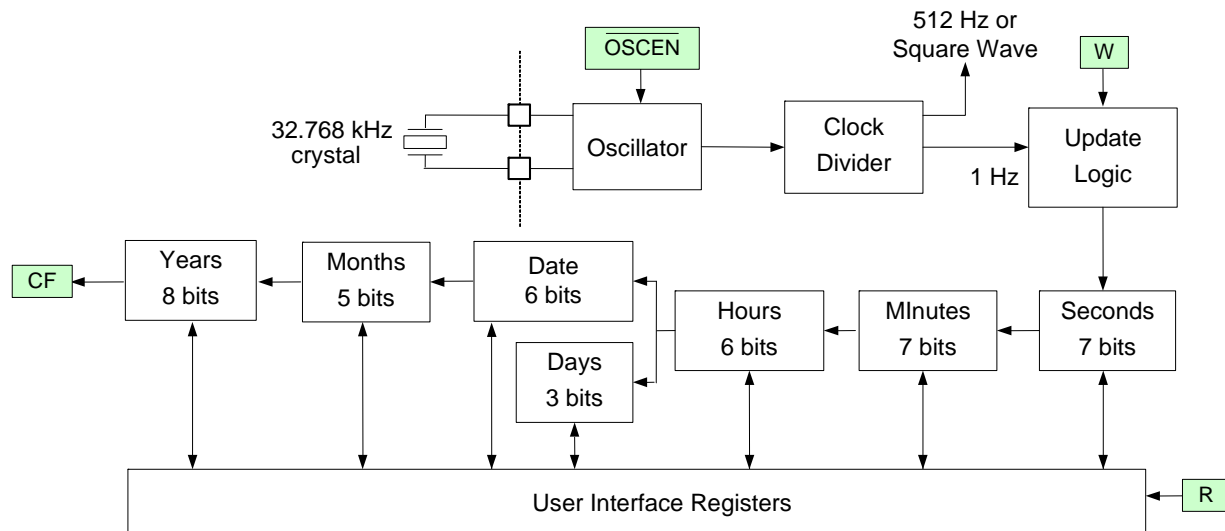 512 Hz or
Square Wave
OSCEN
W
32.768 kHz
crystal
Oscillator
Clock
Divider
1 Hz
Update
Logic
CF
Years
8 bits
Months
5 bits
Date
6 bits
Days
3 bits
Hours
6 bits
MInutes
7 bits
Seconds
7 bits
User Interface Registers
R